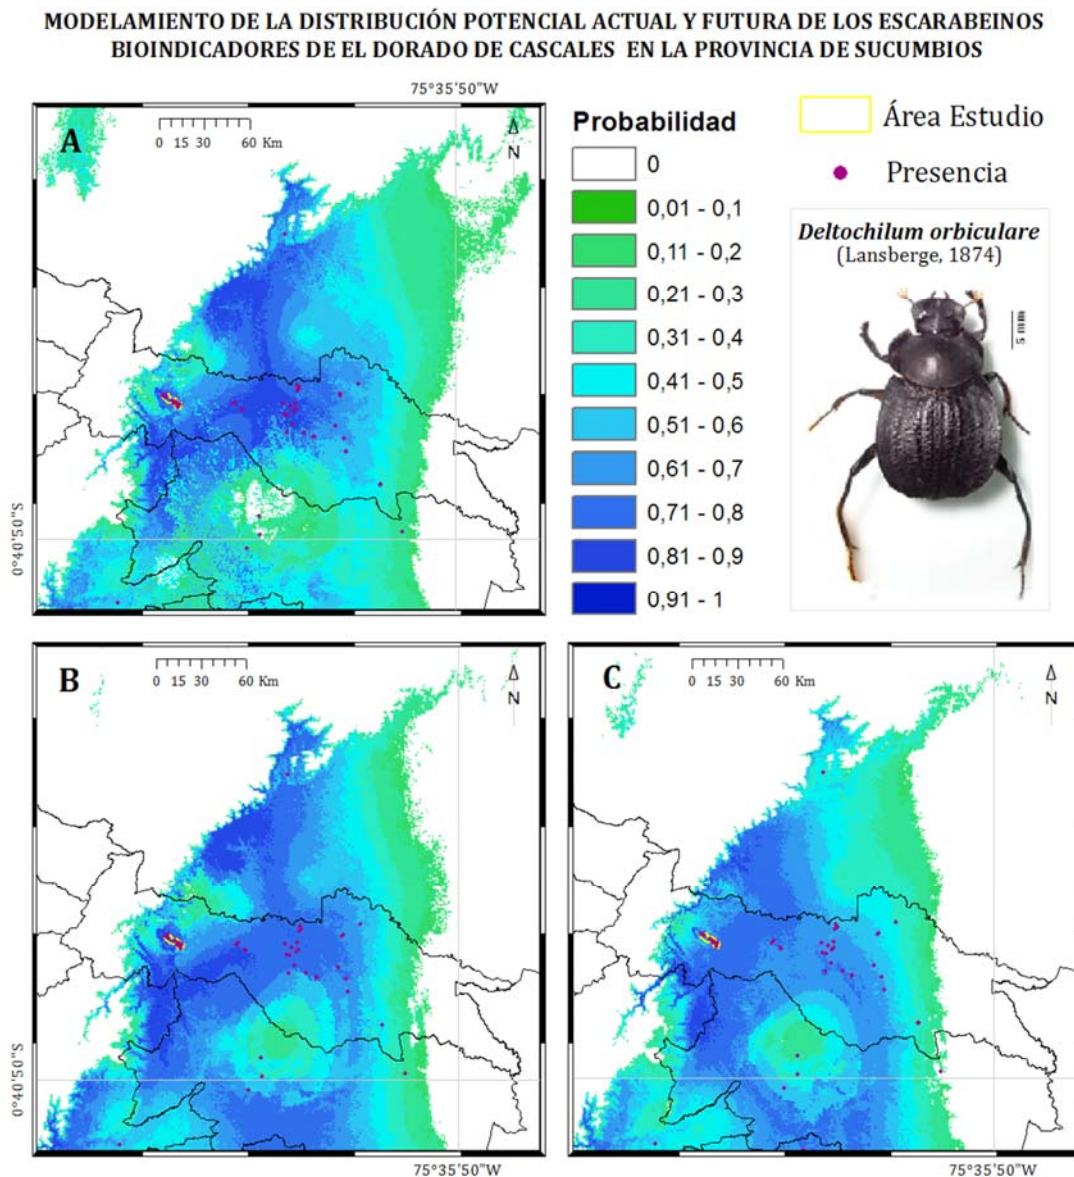 MODELAMIENTO DE LA DISTRIBUCIÓN POTENCIAL ACTUAL Y FUTURA DE LOS ESCARABEINOS
BIOINDICADORES DE EL DORADO DE CASCALES EN LA PROVINCIA DE SUCUMBIOS
75°35'50"W
A
0 15 30 60 Km
N
0°40'50"S
Probabilidad
0
0,01 - 0,1
0,11 - 0,2
0,21 - 0,3
0,31 - 0,4
0,41 - 0,5
0,51 - 0,6
0,61 - 0,7
0,71 - 0,8
0,81 - 0,9
0,91 - 1
Área Estudio
Presencia
Deltochilum orbiculare
(Lansberge, 1874)
5 mm
B
0 15 30 60 Km
N
0°40'50"S
75°35'50"W
C
0 15 30 60 Km
N
75°35'50"W